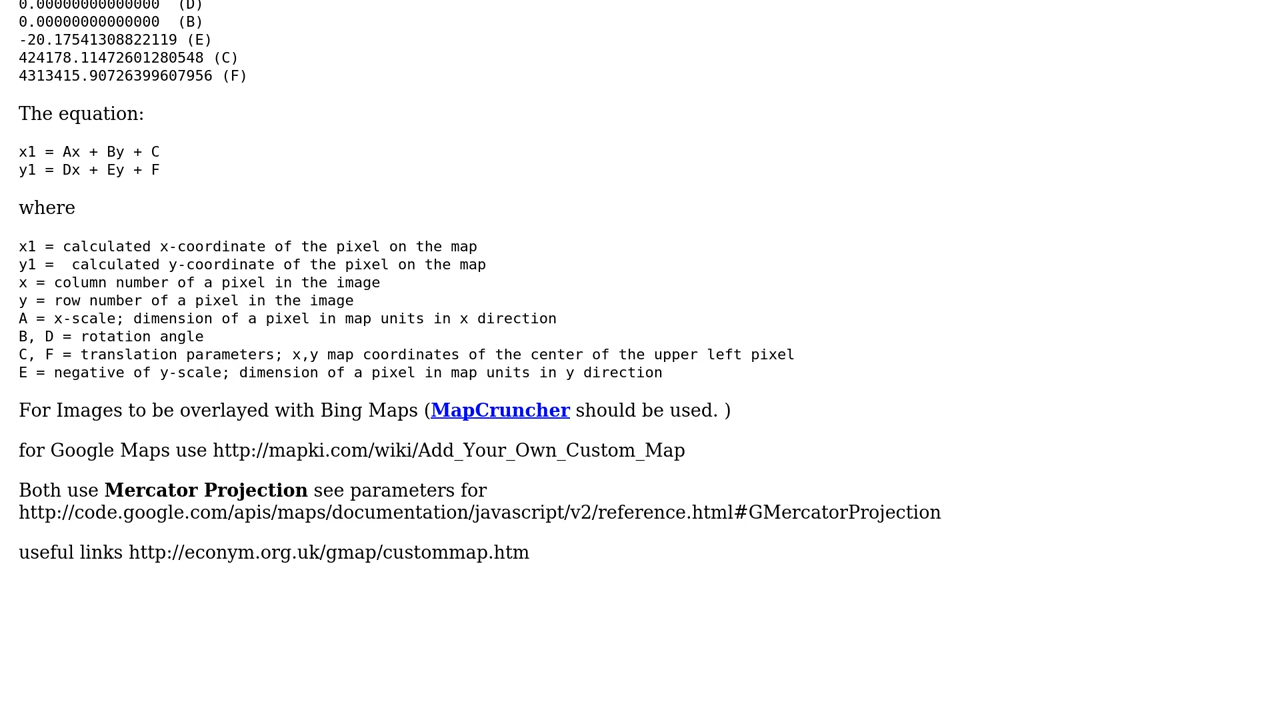 0.00000000000000  (D)
0.00000000000000  (B)
-20.17541308822119 (E)
424178.11472601280548 (C)
4313415.90726399607956 (F)
The equation:
x1 = Ax + By + C
y1 = Dx + Ey + F
where
x1 = calculated x-coordinate of the pixel on the map
y1 =  calculated y-coordinate of the pixel on the map
x = column number of a pixel in the image
y = row number of a pixel in the image
A = x-scale; dimension of a pixel in map units in x direction
B, D = rotation angle
C, F = translation parameters; x,y map coordinates of the center of the upper left pixel
E = negative of y-scale; dimension of a pixel in map units in y direction
For Images to be overlayed with Bing Maps (MapCruncher should be used. )
for Google Maps use http://mapki.com/wiki/Add_Your_Own_Custom_Map
Both use Mercator Projection see parameters for
http://code.google.com/apis/maps/documentation/javascript/v2/reference.html#GMercatorProjection
useful links http://econym.org.uk/gmap/custommap.htm